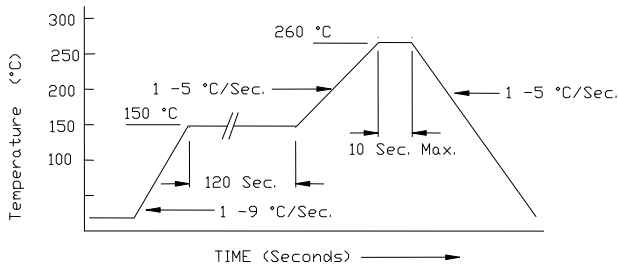 300
260 °C
250
200
1 -5 °C/Sec.
1 -5 °C/Sec.
150 °C
150
10 Sec. Max.
100
120 Sec.
1 -9 °C/Sec.
Temperature (°C)
TIME (Seconds)